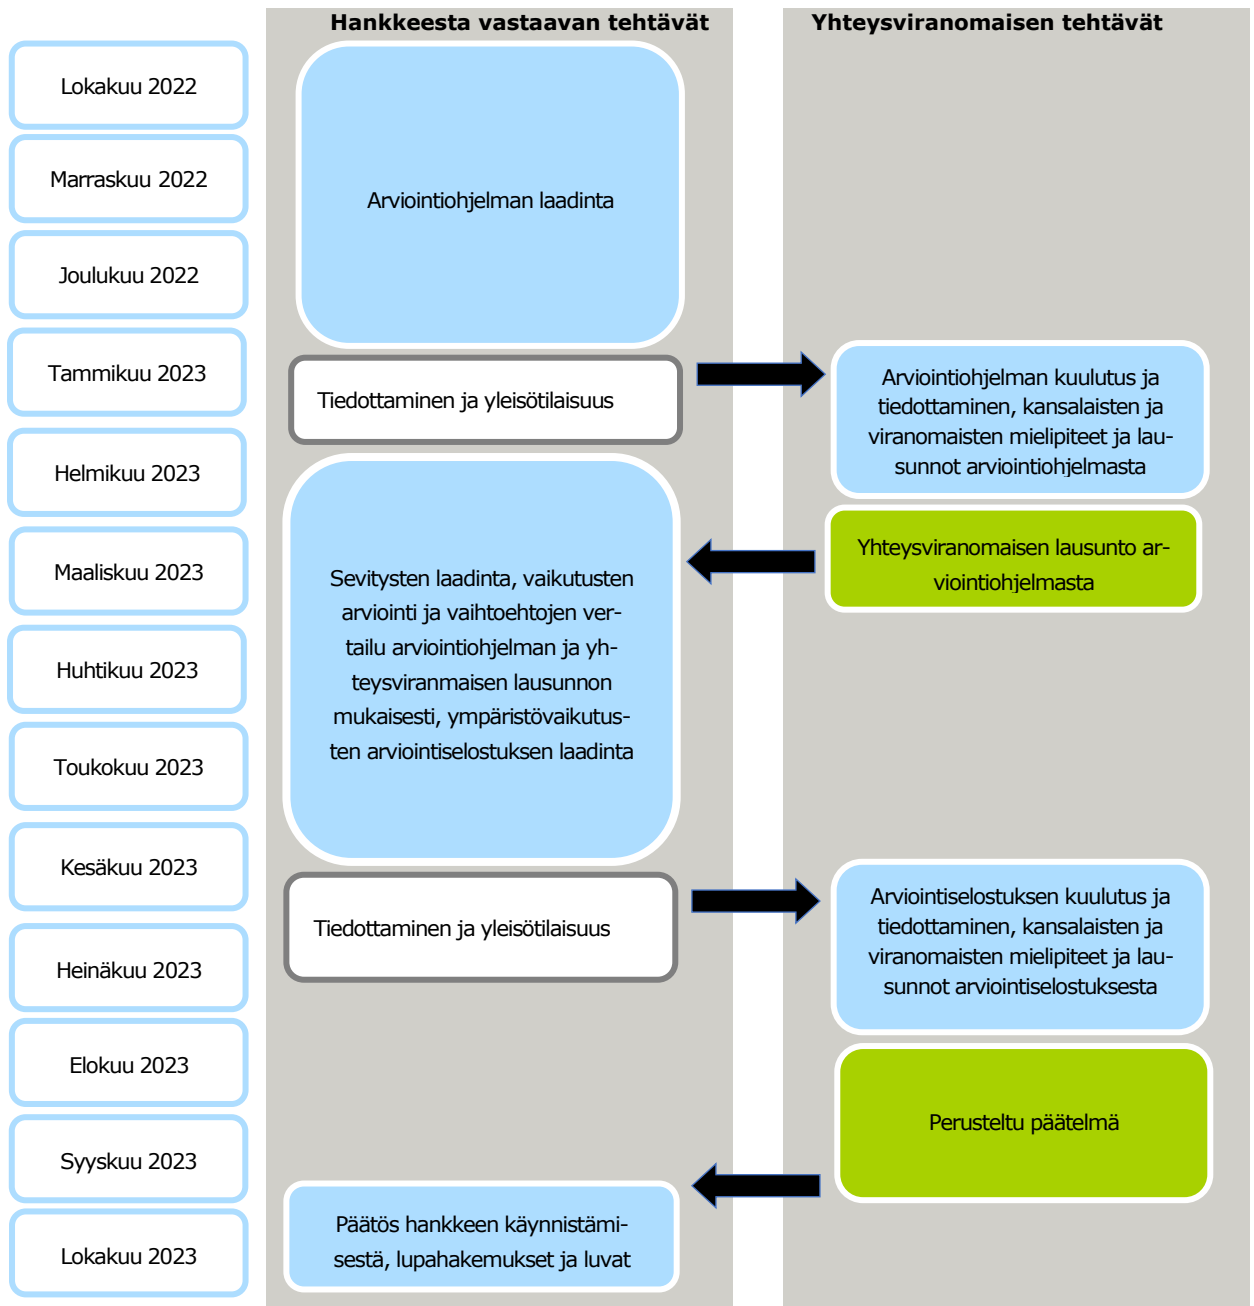 Hankkeesta vastaavan tehtävät
Yhteysviranomaisen tehtävät
Lokakuu 2022
Marraskuu 2022
Joulukuu 2022
Tammikuu 2023
Helmikuu 2023
Maaliskuu 2023
Huhtikuu 2023
Toukokuu 2023
Kesäkuu 2023
Heinäkuu 2023
Elokuu 2023
Syyskuu 2023
Lokakuu 2023
Arviointiohjelman laadinta
Tiedottaminen ja yleisötilaisuus
Arviointiohjelman kuulutus ja
tiedottaminen, kansalaisten ja
viranomaisten mielipiteet ja lau-
sunnot arviointiohjelmasta
Yhteysviranomaisen lausunto ar-
viointiohjelmasta
Sevitysten laadinta, vaikutusten
arviointi ja vaihtoehtojen ver-
tailu arviointiohjelman ja yh-
teysviranmaisen lausunnon
mukaisesti, ympäristövaikutus-
ten arviointiselostuksen laadinta
Tiedottaminen ja yleisötilaisuus
Arviointiselostuksen kuulutus ja
tiedottaminen, kansalaisten ja
viranomaisten mielipiteet ja lau-
sunnot arviointiselostuksesta
Perusteltu päätelmä
Päätös hankkeen käynnistämi-
sestä, lupahakemukset ja luvat